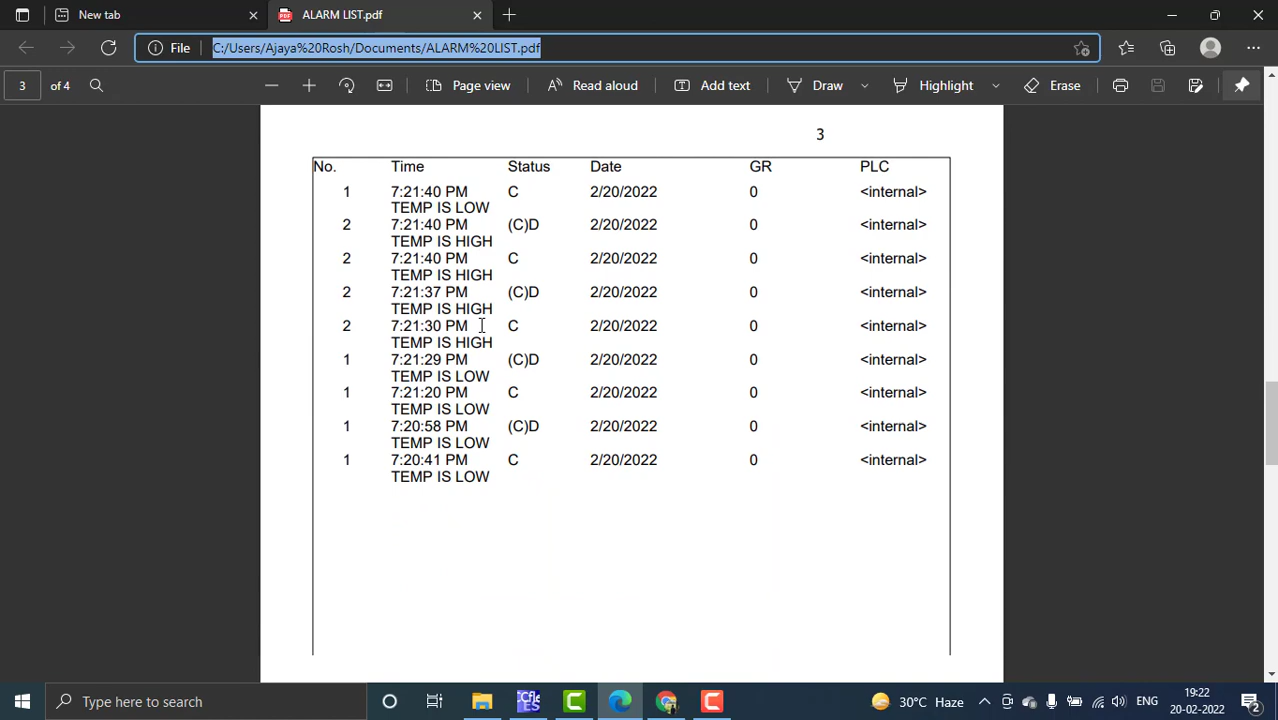 New tab
ALARM LIST.pdf
File
C:/Users/Ajaya%20Rosh/Documents/ALARM%20LIST.pdf
3 of 4
Page view
Read aloud
Add text
Draw
Highlight
Erase
3
No. Time Status Date GR PLC
1 7:21:40 PM C 2/20/2022 0 <internal>
TEMP IS LOW
2 7:21:40 PM (C)D 2/20/2022 0 <internal>
TEMP IS HIGH
2 7:21:40 PM C 2/20/2022 0 <internal>
TEMP IS HIGH
2 7:21:37 PM (C)D 2/20/2022 0 <internal>
TEMP IS HIGH
2 7:21:30 PM C 2/20/2022 0 <internal>
TEMP IS HIGH
1 7:21:29 PM (C)D 2/20/2022 0 <internal>
TEMP IS LOW
1 7:21:20 PM C 2/20/2022 0 <internal>
TEMP IS LOW
1 7:20:58 PM (C)D 2/20/2022 0 <internal>
TEMP IS LOW
1 7:20:41 PM C 2/20/2022 0 <internal>
TEMP IS LOW
Type here to search
30°C Haze
ENG
19:22
20-02-2022
2